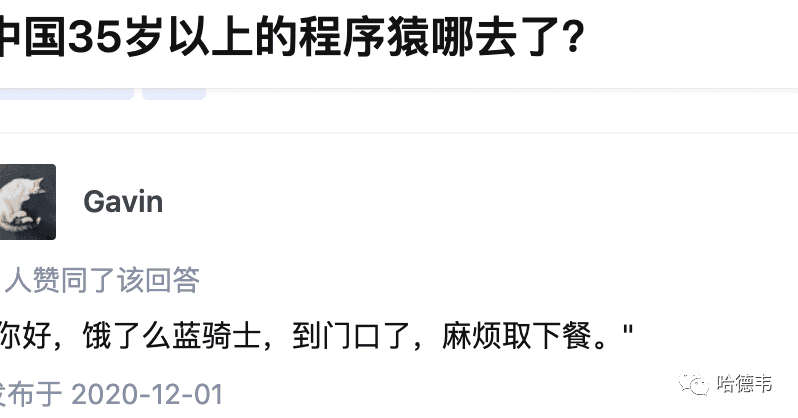 中国35岁以上的程序猿哪去了?
Gavin
人赞同了该回答
你好，饿了么蓝骑士，到门口了，麻烦取下餐。"
发布于 2020-12-01
哈德韦